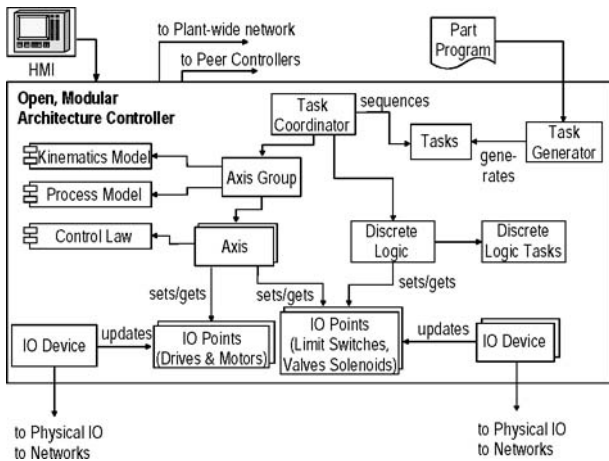 to Plant-wide network
to Peer Controllers
HMI
Part
Program
Open, Modular
Architecture Controller
Task
Coordinator
sequences
Tasks
gene-
rates
Task
Generator
Kinematics Model
Process Model
Control Law
Axis Group
Axis
Discrete
Logic
Discrete
Logic Tasks
sets/gets
sets/gets
sets/gets
IO Device
updates
IO Points
(Drives & Motors)
IO Points
(Limit Switches,
Valves Solenoids)
updates
IO Device
to Physical IO
to Networks
to Physical IO
to Networks